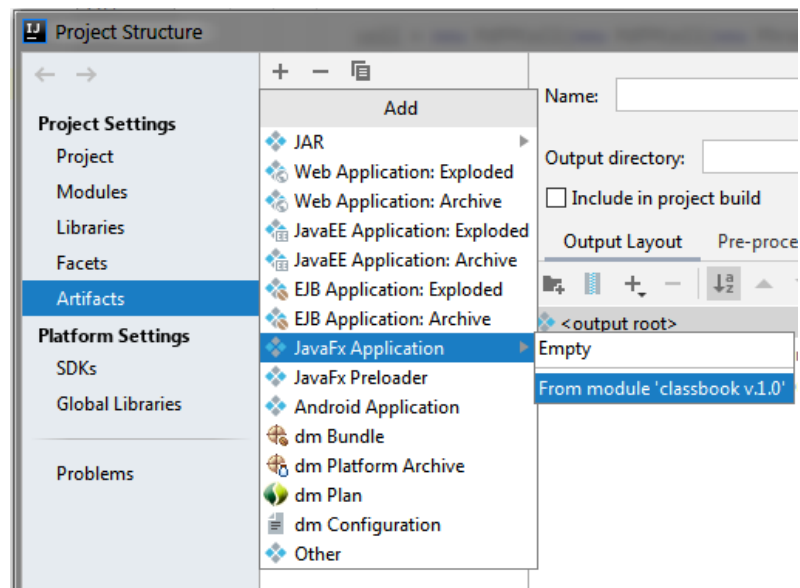 IJ Project Structure
Project Settings
Project
Modules
Libraries
Facets
Artifacts
Platform Settings
SDKs
Global Libraries
Problems
Add
JAR
Web Application: Exploded
Web Application: Archive
JavaEE Application: Exploded
JavaEE Application: Archive
EJB Application: Exploded
EJB Application: Archive
JavaFx Application
JavaFx Preloader
Android Application
dm Bundle
dm Platform Archive
dm Plan
dm Configuration
Other
Name:
Output directory:
Include in project build
Output Layout Pre-proce
a
z
<output root>
Empty
From module 'classbook v.1.0'